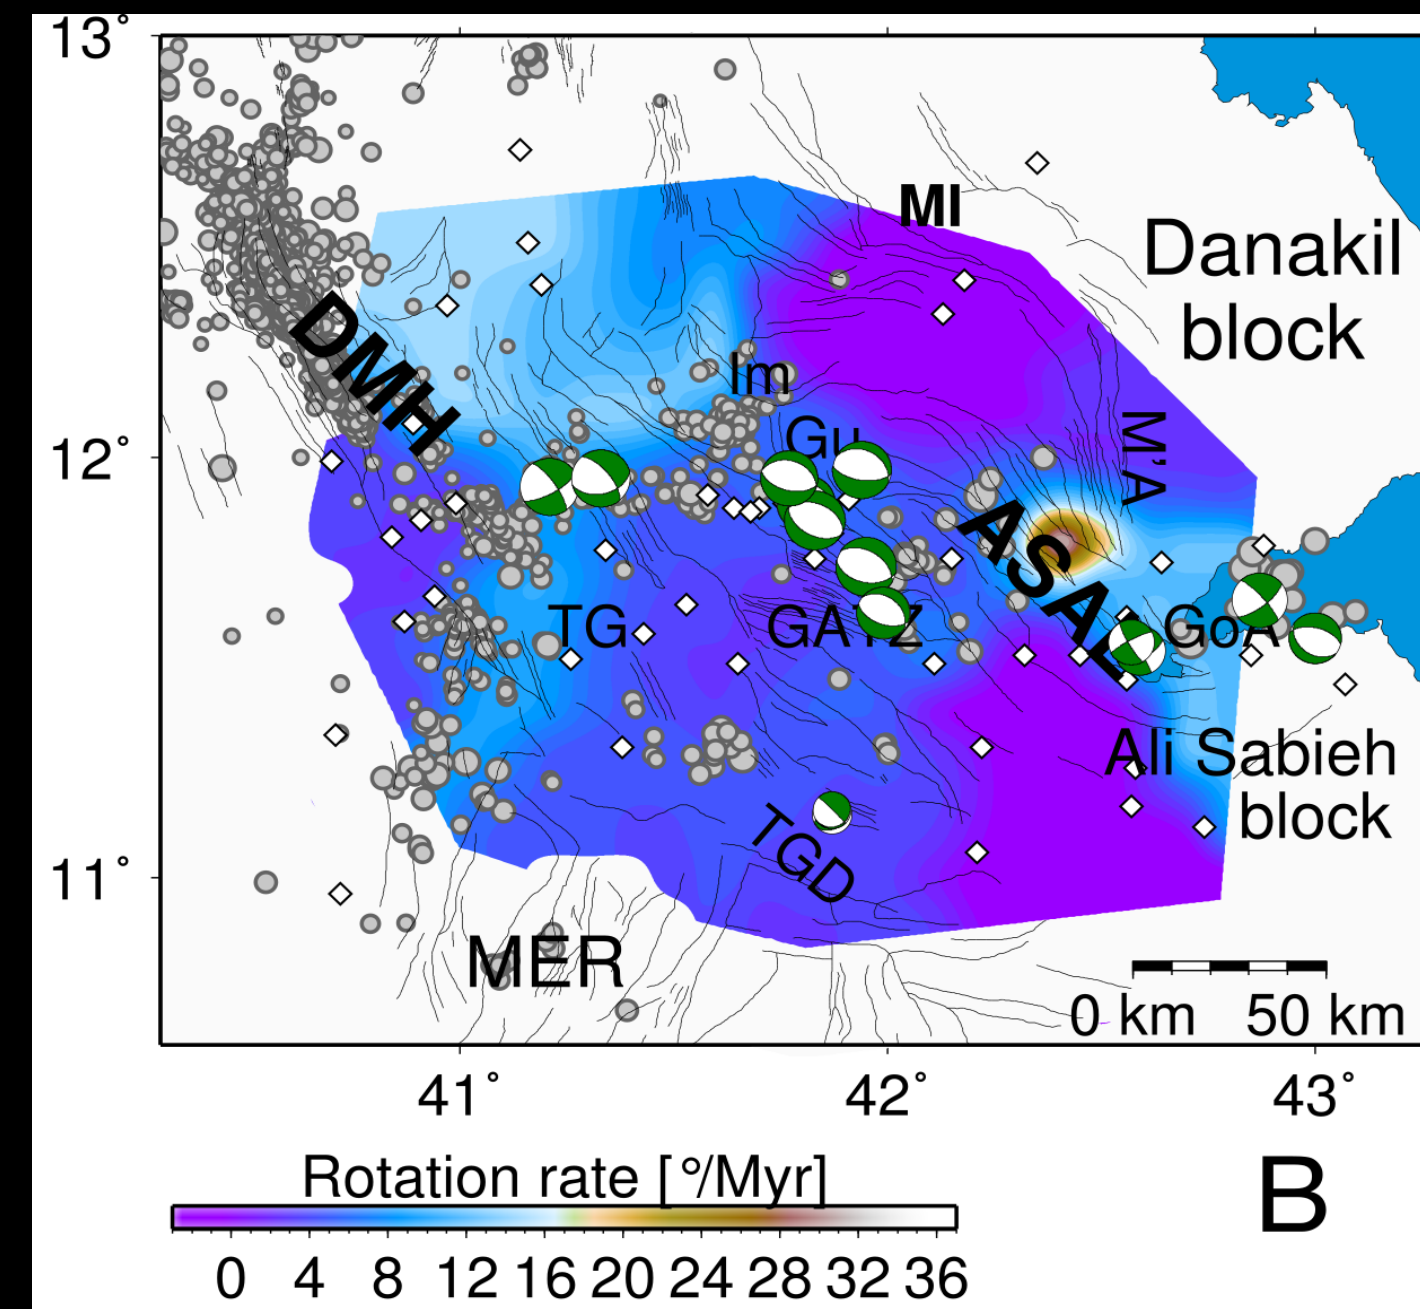 13°
MI
Danakil
block
DMH
Im
Gu
M'A
12°
ASAL
TG
GATZ
GoA
Ali Sabieh
block
TGD
11°
MER
0 km 50 km
41° 42° 43°
Rotation rate [°/Myr]
B
0 4 8 12 16 20 24 28 32 36